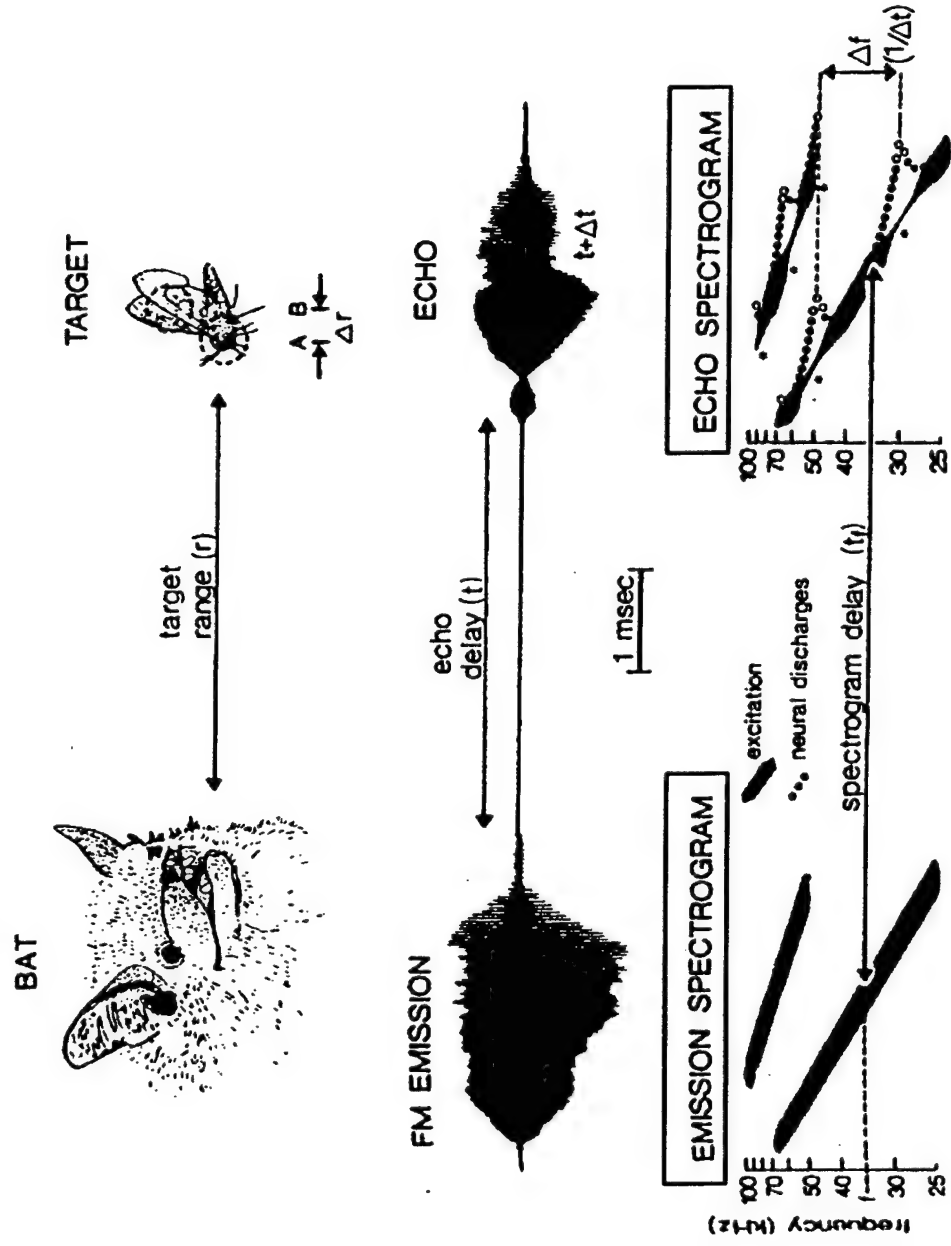 BAT
TARGET
target
range (r)
A B
Δr
FM EMISSION
ECHO
echo
delay (t)
t+Δt
1 msec
EMISSION SPECTROGRAM
ECHO SPECTROGRAM
excitation
neural discharges
spectrogram delay (tf)
frequency (kHz)
100
70
50
40
f
30
25
100
70
50
40
30
25
Δf
(1/Δt)